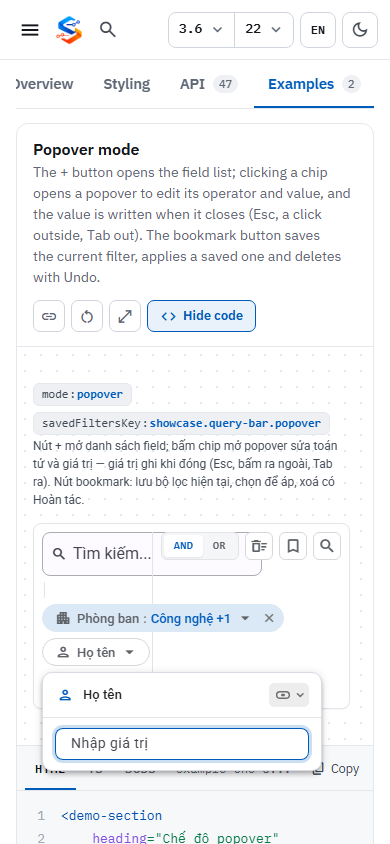 3.6
22
EN
Overview
Styling
API 47
Examples 2
Popover mode
The + button opens the field list; clicking a chip
opens a popover to edit its operator and value, and
the value is written when it closes (Esc, a click
outside, Tab out). The bookmark button saves
the current filter, applies a saved one and deletes
with Undo.
Hide code
mode:popover
savedFiltersKey:showcase.query-bar.popover
Nút + mở danh sách field; bấm chip mở popover sửa toán
tử và giá trị — giá trị ghi khi đóng (Esc, bấm ra ngoài, Tab
ra). Nút bookmark: lưu bộ lọc hiện tại, chọn để áp, xoá có
Hoàn tác.
Tìm kiếm...
AND
OR
Phòng ban : Công nghệ +1
Họ tên
Họ tên
Nhập giá trị
Copy
1 <demo-section
2 heading="Chế độ popover"